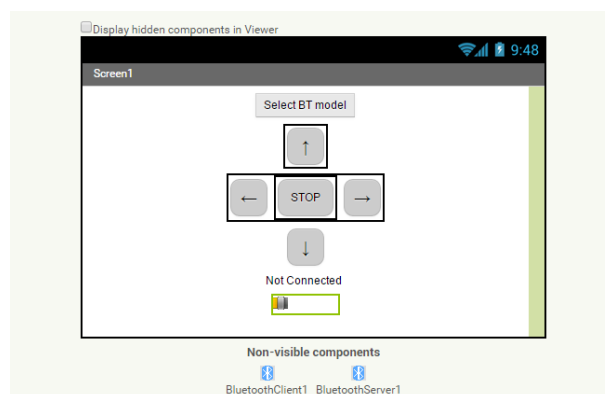 Display hidden components in Viewer
9:48
Screen1
Select BT model
↑
← STOP →
↓
Not Connected
Non-visible components
BluetoothClient1 BluetoothServer1